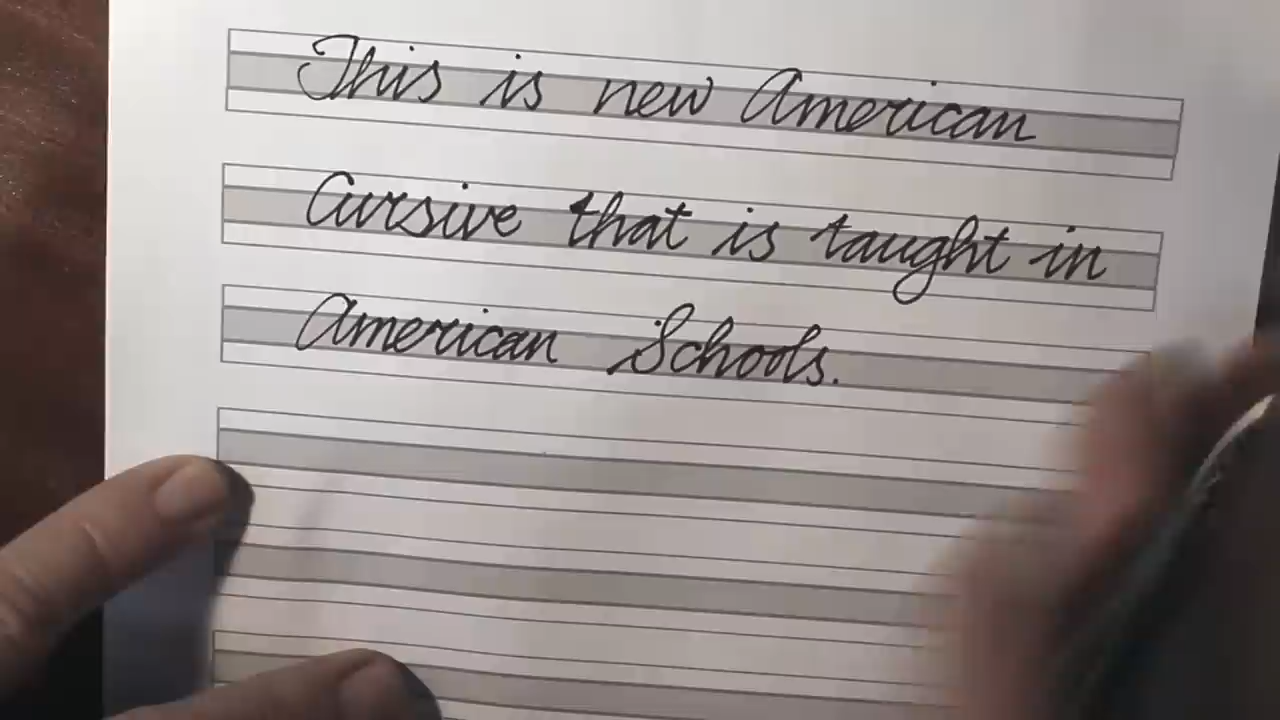 This is new American
Cursive that is taught in
American Schools.